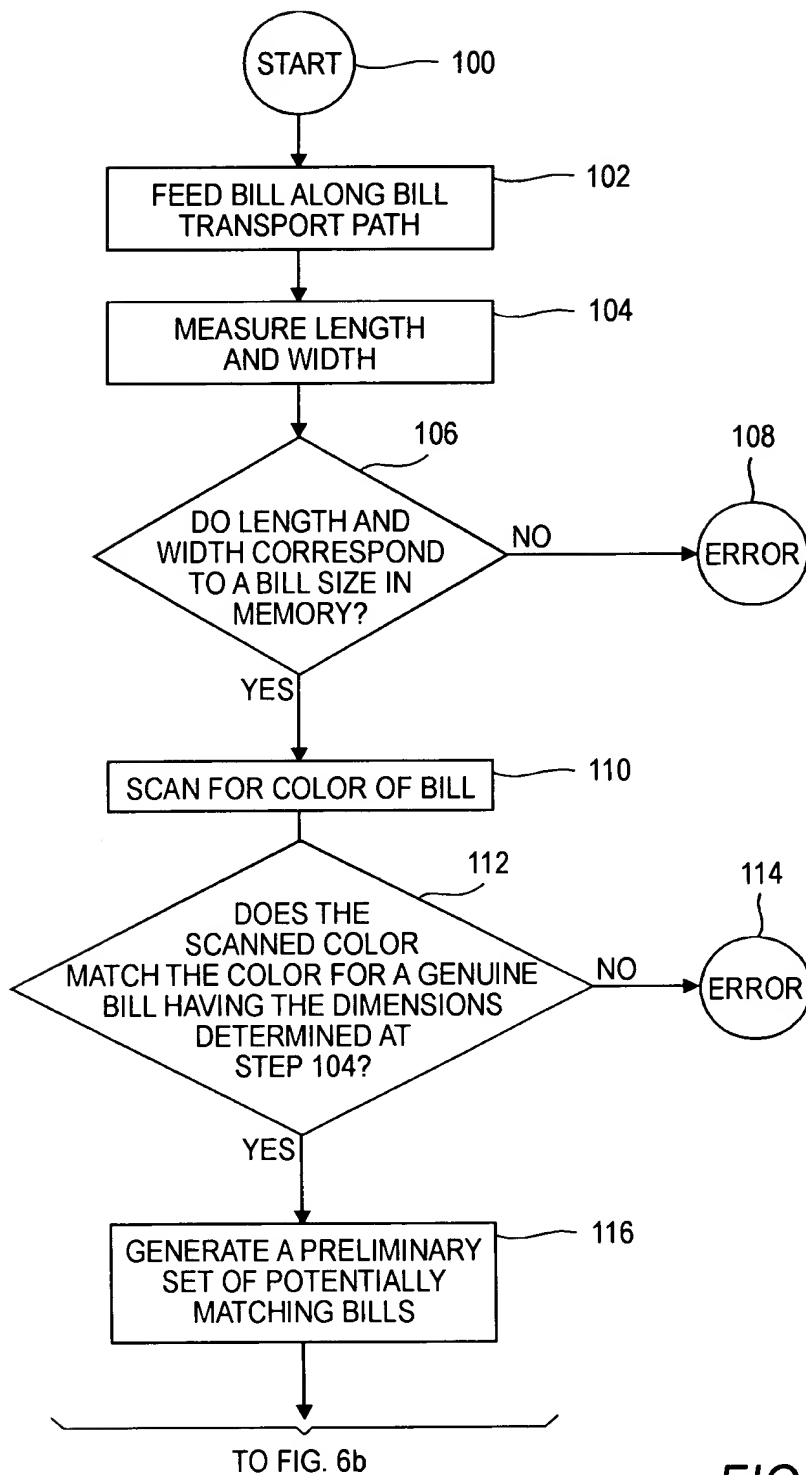 START
100
FEED BILL ALONG BILL
TRANSPORT PATH
102
MEASURE LENGTH
AND WIDTH
104
106
DO LENGTH AND
WIDTH CORRESPOND
TO A BILL SIZE IN
MEMORY?
NO
108
ERROR
YES
SCAN FOR COLOR OF BILL
110
112
DOES THE
SCANNED COLOR
MATCH THE COLOR FOR A GENUINE
BILL HAVING THE DIMENSIONS
DETERMINED AT
STEP 104?
NO
114
ERROR
YES
GENERATE A PRELIMINARY
SET OF POTENTIALLY
MATCHING BILLS
116
TO FIG. 6b